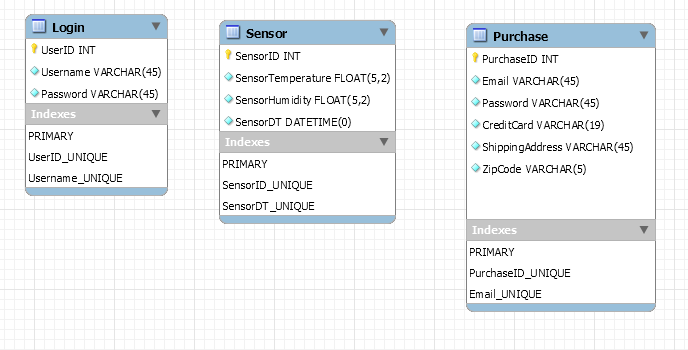 Login
UserID INT
Username VARCHAR(45)
Password VARCHAR(45)
Indexes
PRIMARY
UserID_UNIQUE
Username_UNIQUE
Sensor
SensorID INT
SensorTemperature FLOAT(5,2)
SensorHumidity FLOAT(5,2)
SensorDT DATETIME(0)
Indexes
PRIMARY
SensorID_UNIQUE
SensorDT_UNIQUE
Purchase
PurchaseID INT
Email VARCHAR(45)
Password VARCHAR(45)
CreditCard VARCHAR(19)
ShippingAddress VARCHAR(45)
ZipCode VARCHAR(5)
Indexes
PRIMARY
PurchaseID_UNIQUE
Email_UNIQUE